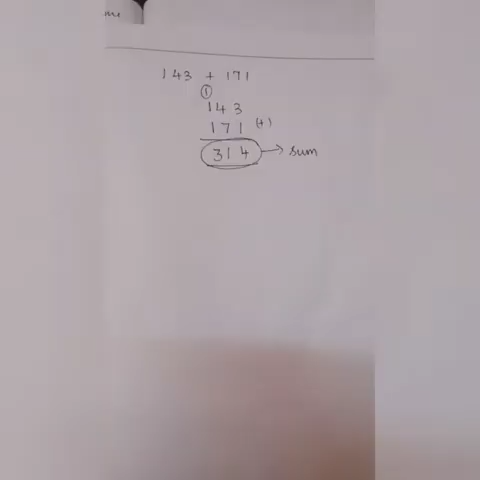 143 + 171
①
143
171 (+)
314 → sum